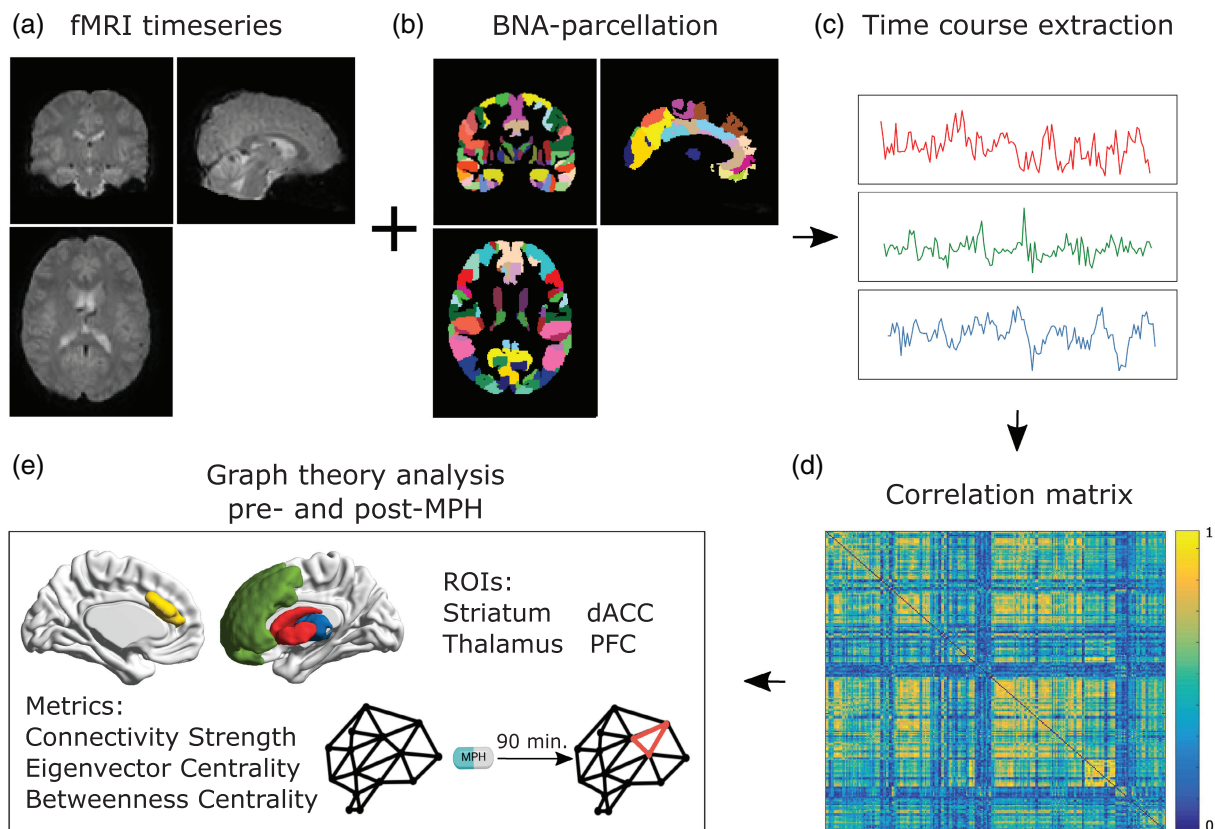 (a) fMRI timeseries
(b) BNA-parcellation
(c) Time course extraction
(d)
Correlation matrix
1
0
(e)
Graph theory analysis
pre- and post-MPH
ROIs:
Striatum dACC
Thalamus PFC
Metrics:
Connectivity Strength
Eigenvector Centrality
Betweenness Centrality
MPH
90 min.